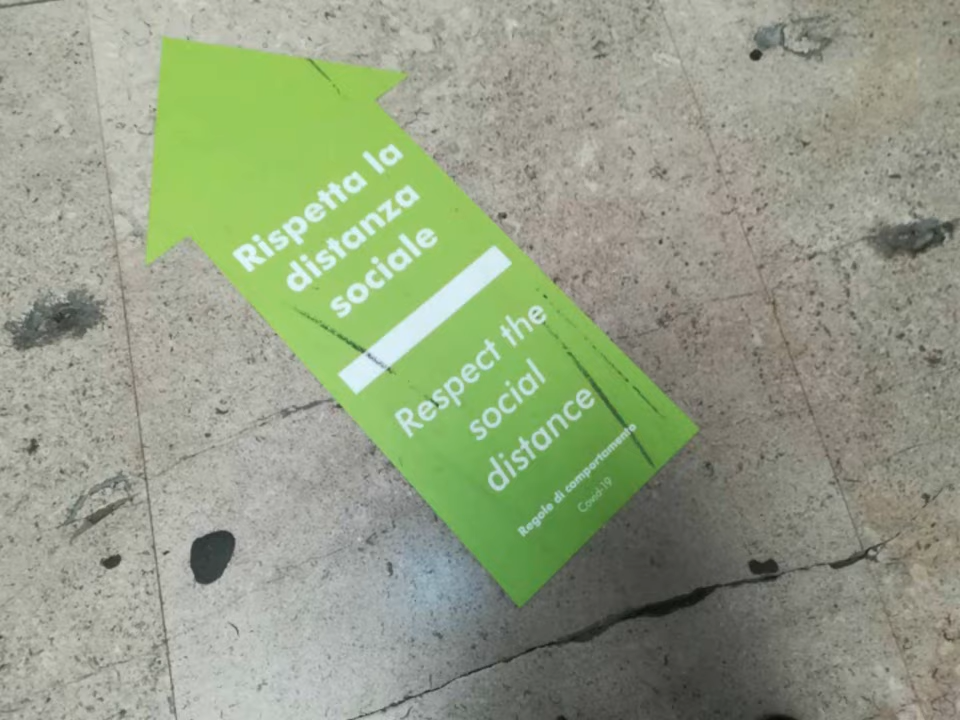 Rispetta la
distanza
sociale
Respect the
social
distance
Regole di comportamento
Covid-19